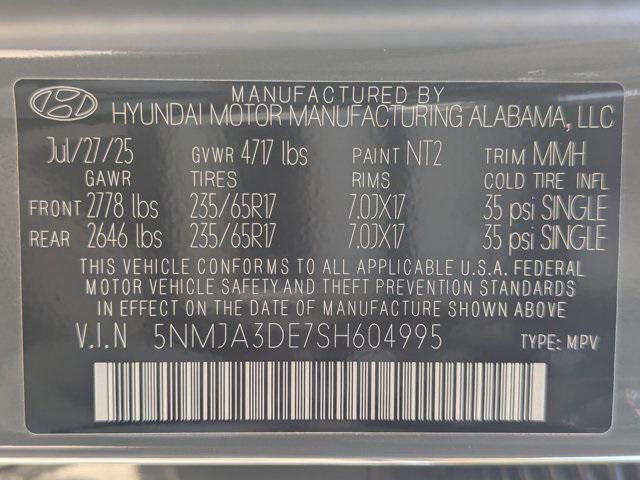 MANUFACTURED BY
HYUNDAI MOTOR MANUFACTURING ALABAMA, LLC
Jul/27/25 GVWR 4717 lbs PAINT NT2 TRIM MMH
GAWR TIRES RIMS COLD TIRE INFL
FRONT 2778 lbs 235/65R17 7.0JX17 35 psi SINGLE
REAR 2646 lbs 235/65R17 7.0JX17 35 psi SINGLE
THIS VEHICLE CONFORMS TO ALL APPLICABLE U.S.A. FEDERAL
MOTOR VEHICLE SAFETY AND THEFT PREVENTION STANDARDS
IN EFFECT ON THE DATE OF MANUFACTURE SHOWN ABOVE
V.I.N 5NMJA3DE7SH604995 TYPE: MPV